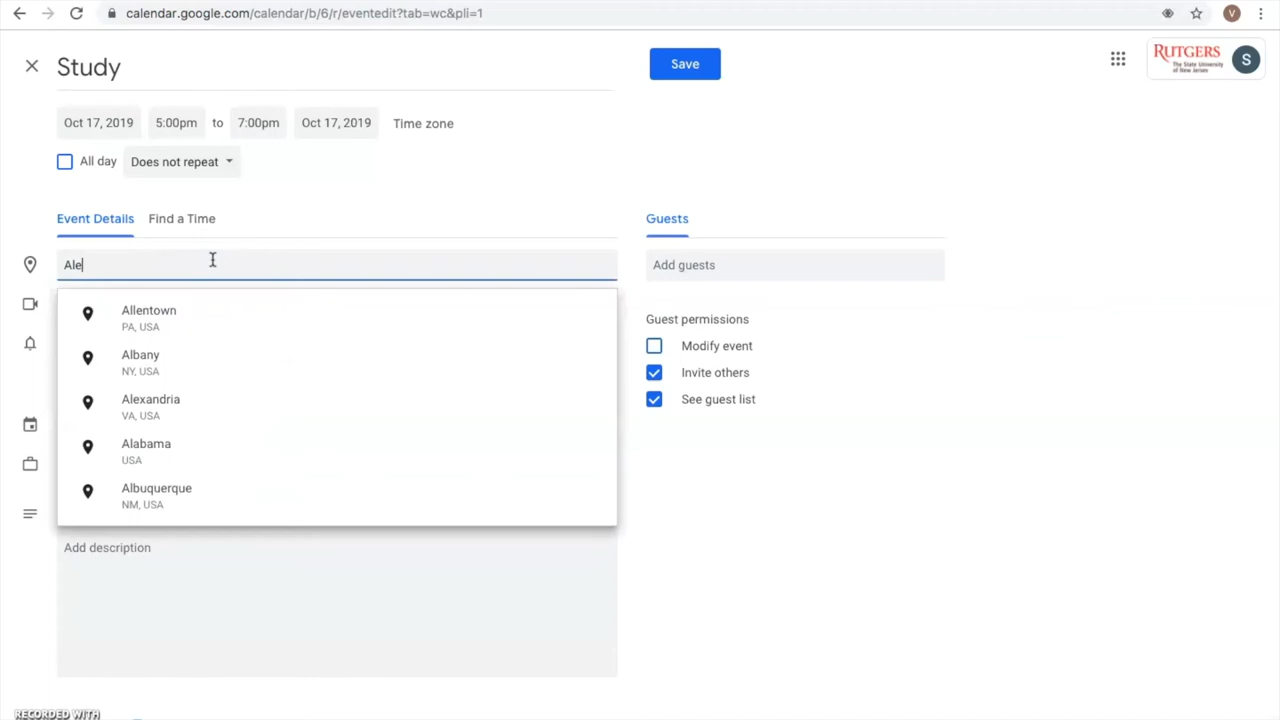 calendar.google.com/calendar/b/6/r/eventedit?tab=wc&pli=1
V
Study
Save
RUTGERS
The State University
of New Jersey
S
Oct 17, 2019
5:00pm
to
7:00pm
Oct 17, 2019
Time zone
All day
Does not repeat
Event Details
Find a Time
Guests
Ale
Add guests
Allentown
PA, USA
Albany
NY, USA
Alexandria
VA, USA
Alabama
USA
Albuquerque
NM, USA
Guest permissions
Modify event
Invite others
See guest list
Add description
RECORDED WITH